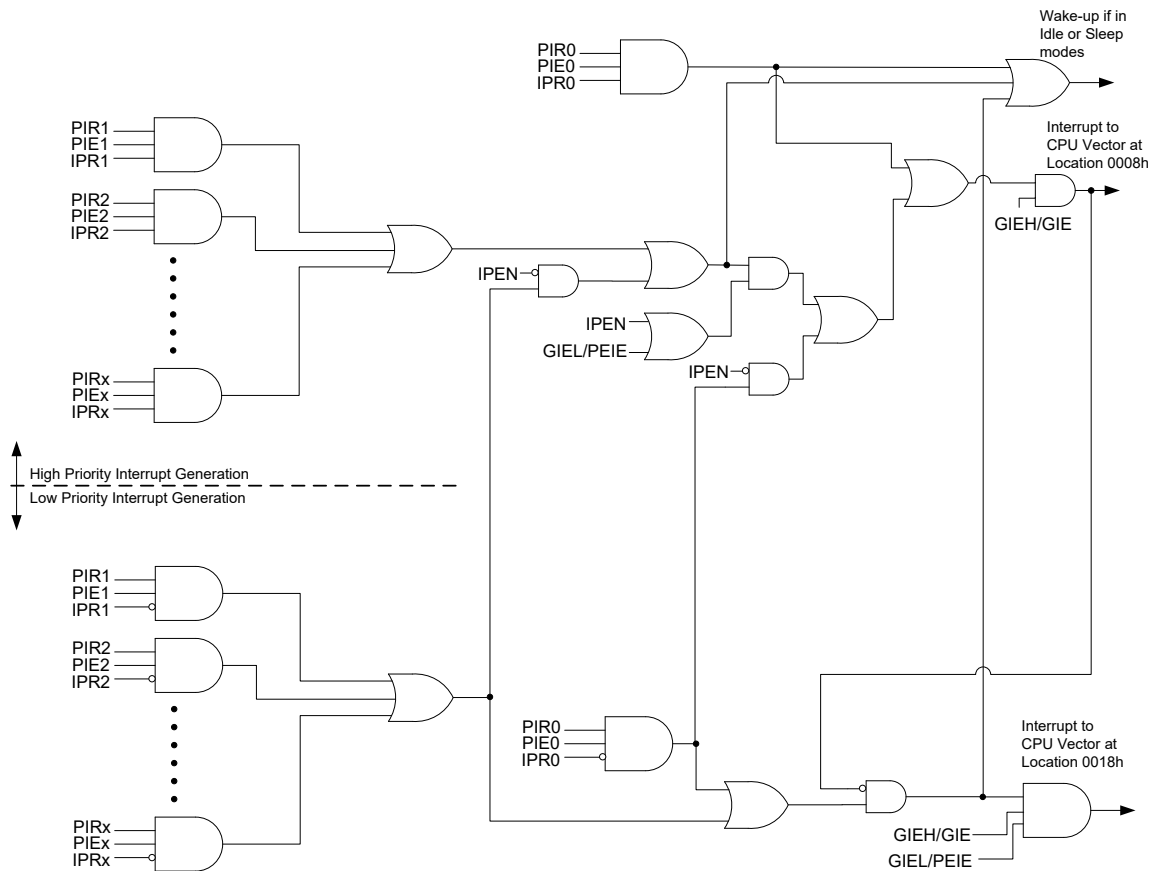 Wake-up if in
Idle or Sleep
modes
PIR0
PIE0
IPR0
Interrupt to
CPU Vector at
Location 0008h
PIR1
PIE1
IPR1
PIR2
PIE2
IPR2
GIEH/GIE
IPEN
IPEN
GIEL/PEIE
IPEN
PIRx
PIEx
IPRx
High Priority Interrupt Generation
Low Priority Interrupt Generation
PIR1
PIE1
IPR1
PIR2
PIE2
IPR2
PIR0
PIE0
IPR0
Interrupt to
CPU Vector at
Location 0018h
PIRx
PIEx
IPRx
GIEH/GIE
GIEL/PEIE